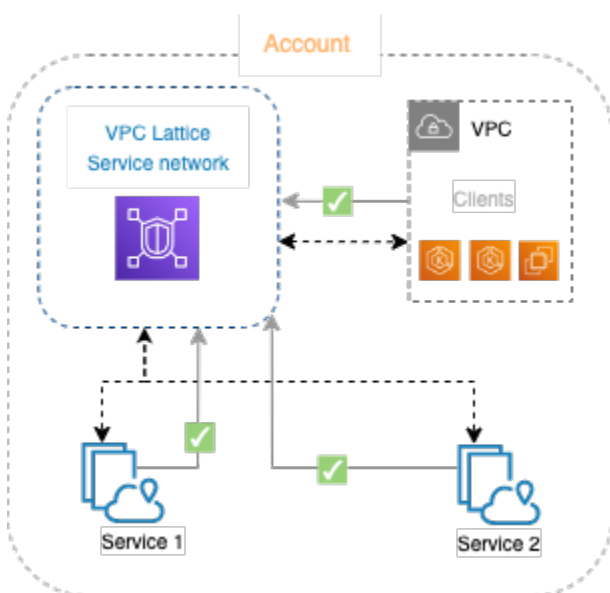 Account
VPC Lattice
Service network
VPC
Clients
Service 1
Service 2